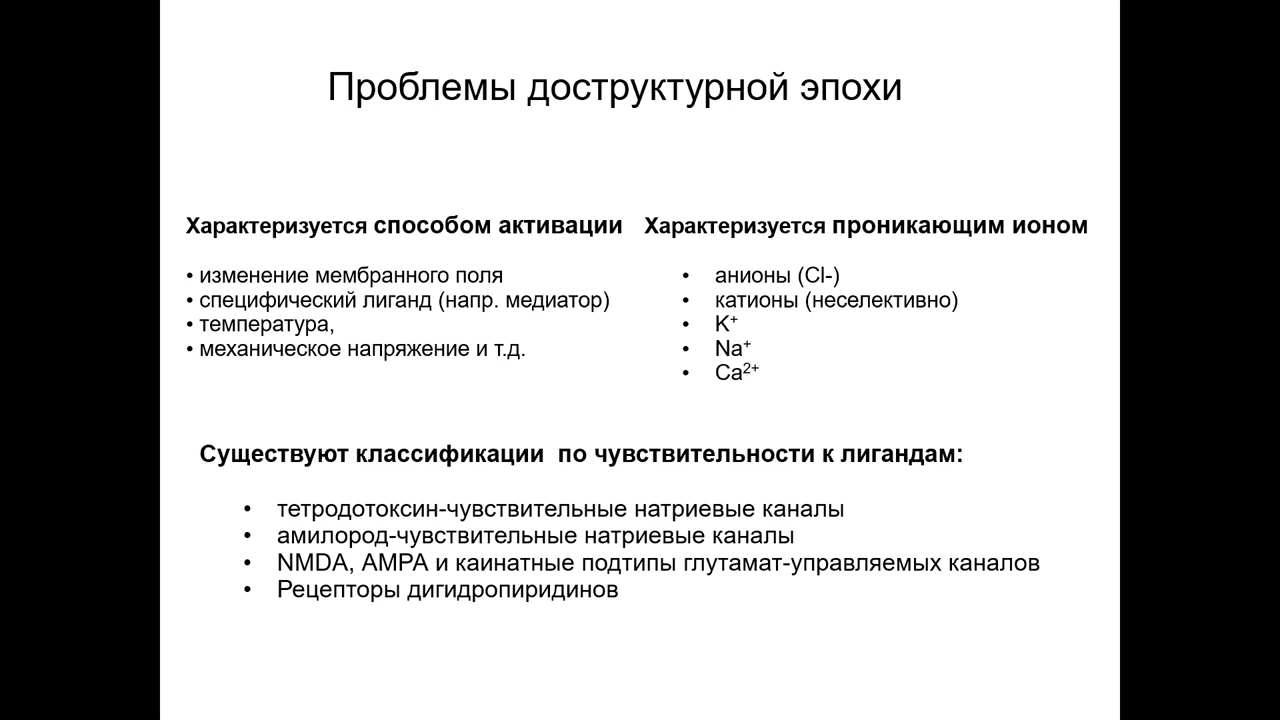 Проблемы доструктурной эпохи
Характеризуется способом активации
• изменение мембранного поля
• специфический лиганд (напр. медиатор)
• температура,
• механическое напряжение и т.д.
Характеризуется проникающим ионом
• анионы (Cl-)
• катионы (неселективно)
• K⁺
• Na⁺
• Ca²⁺
Существуют классификации по чувствительности к лигандам:
• тетродотоксин-чувствительные натриевые каналы
• амилород-чувствительные натриевые каналы
• NMDA, AMPA и каинатные подтипы глутамат-управляемых каналов
• Рецепторы дигидропиридинов